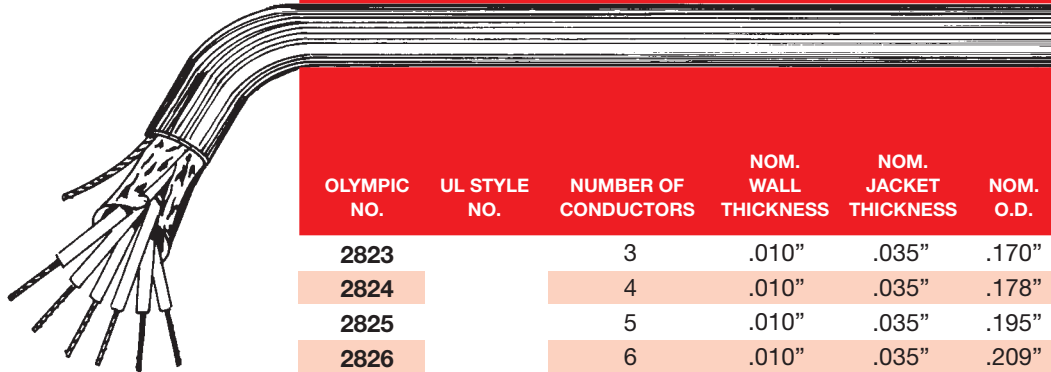 OLYMPIC NO. UL STYLE NO. NUMBER OF CONDUCTORS NOM. WALL THICKNESS NOM. JACKET THICKNESS NOM. O.D.
2823 3 .010” .035” .170”
2824 4 .010” .035” .178”
2825 5 .010” .035” .195”
2826 6 .010” .035” .209”